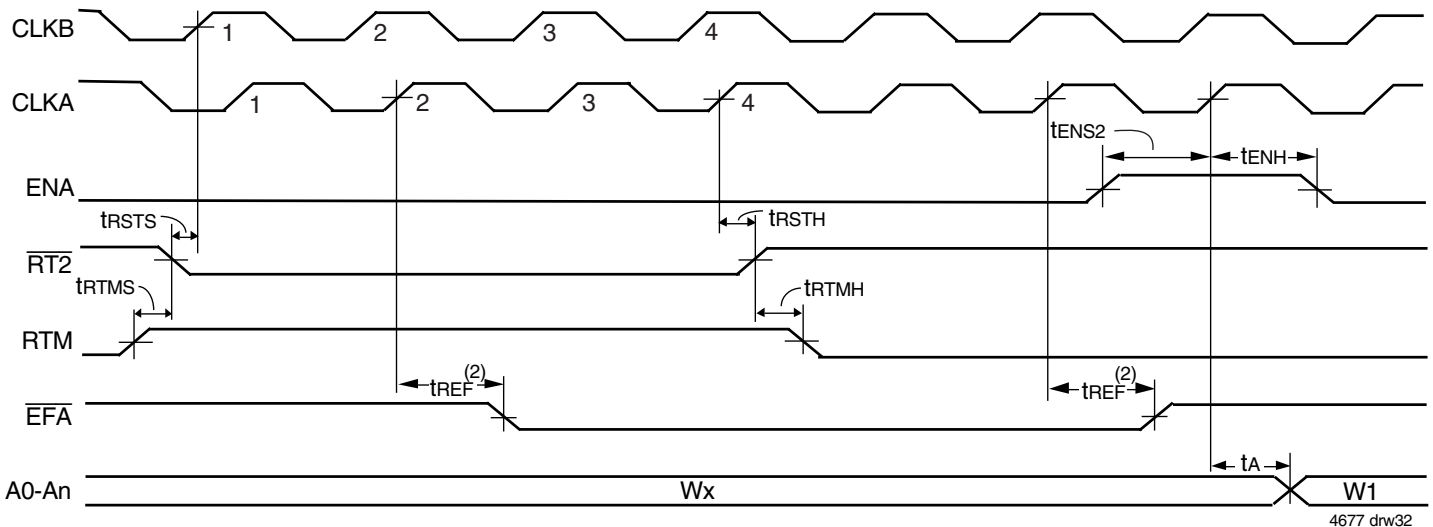 CLKB 1 2 3 4
CLKA 1 2 3 4
tENS2
tENH
ENA
tRSTS tRSTH
RT2
tRTMS tRTMH
RTM
tREF(2) tREF(2)
EFA
tA
A0-An Wx W1
4677 drw32